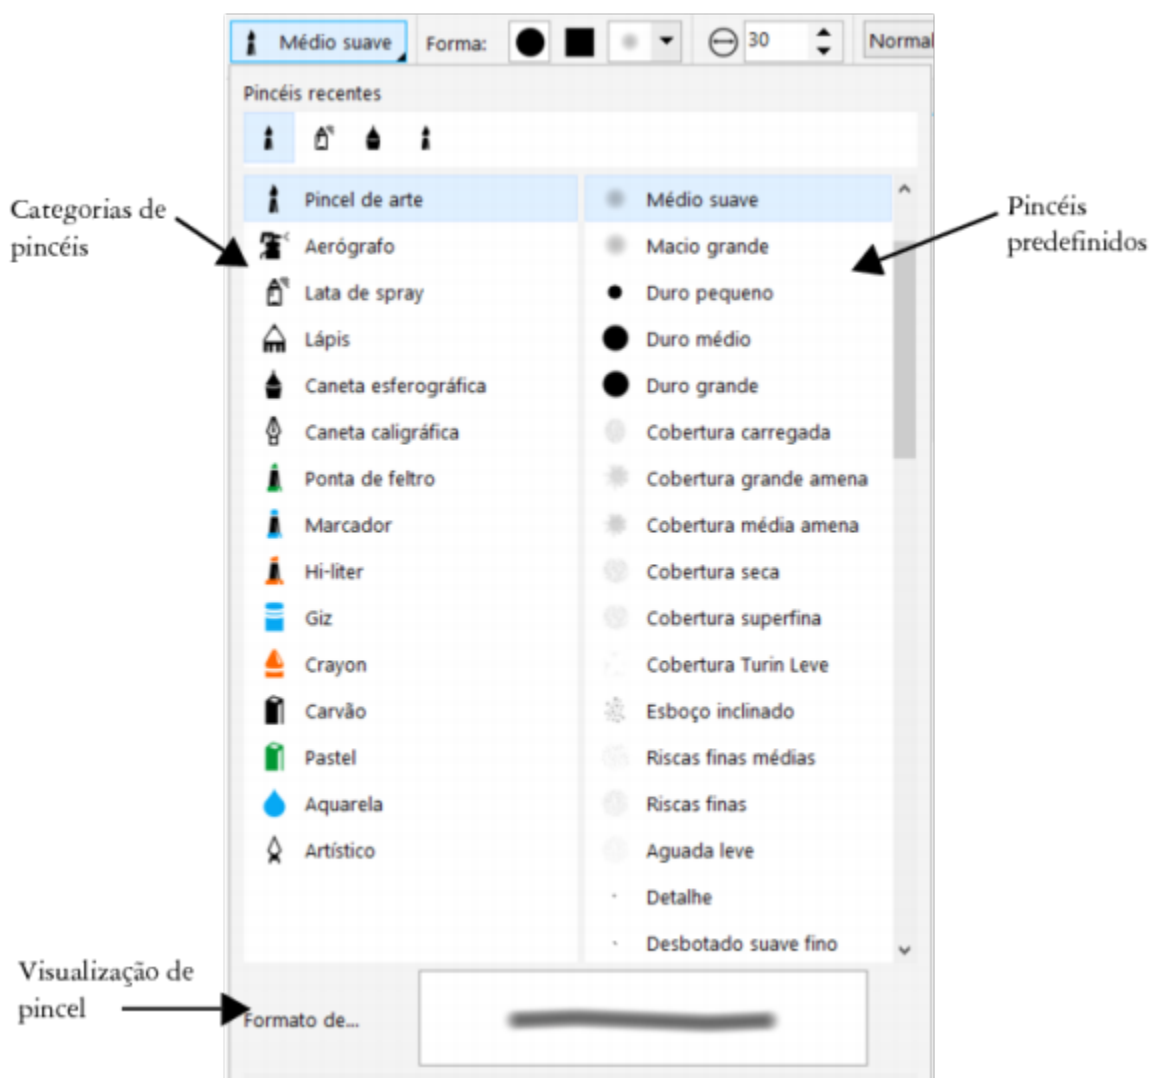 Médio suave Forma: 30 Normal
Pincéis recentes
Categorias de
pincéis
Pincel de arte
Aerógrafo
Lata de spray
Lápis
Caneta esferográfica
Caneta caligráfica
Ponta de feltro
Marcador
Hi-liter
Giz
Crayon
Carvão
Pastel
Aquarela
Artístico
Médio suave
Macio grande
Duro pequeno
Duro médio
Duro grande
Cobertura carregada
Cobertura grande amena
Cobertura média amena
Cobertura seca
Cobertura superfina
Cobertura Turin Leve
Esboço inclinado
Riscas finas médias
Riscas finas
Aguada leve
Detalhe
Desbotado suave fino
Pincéis
predefinidos
Visualização de
pincel
Formato de...